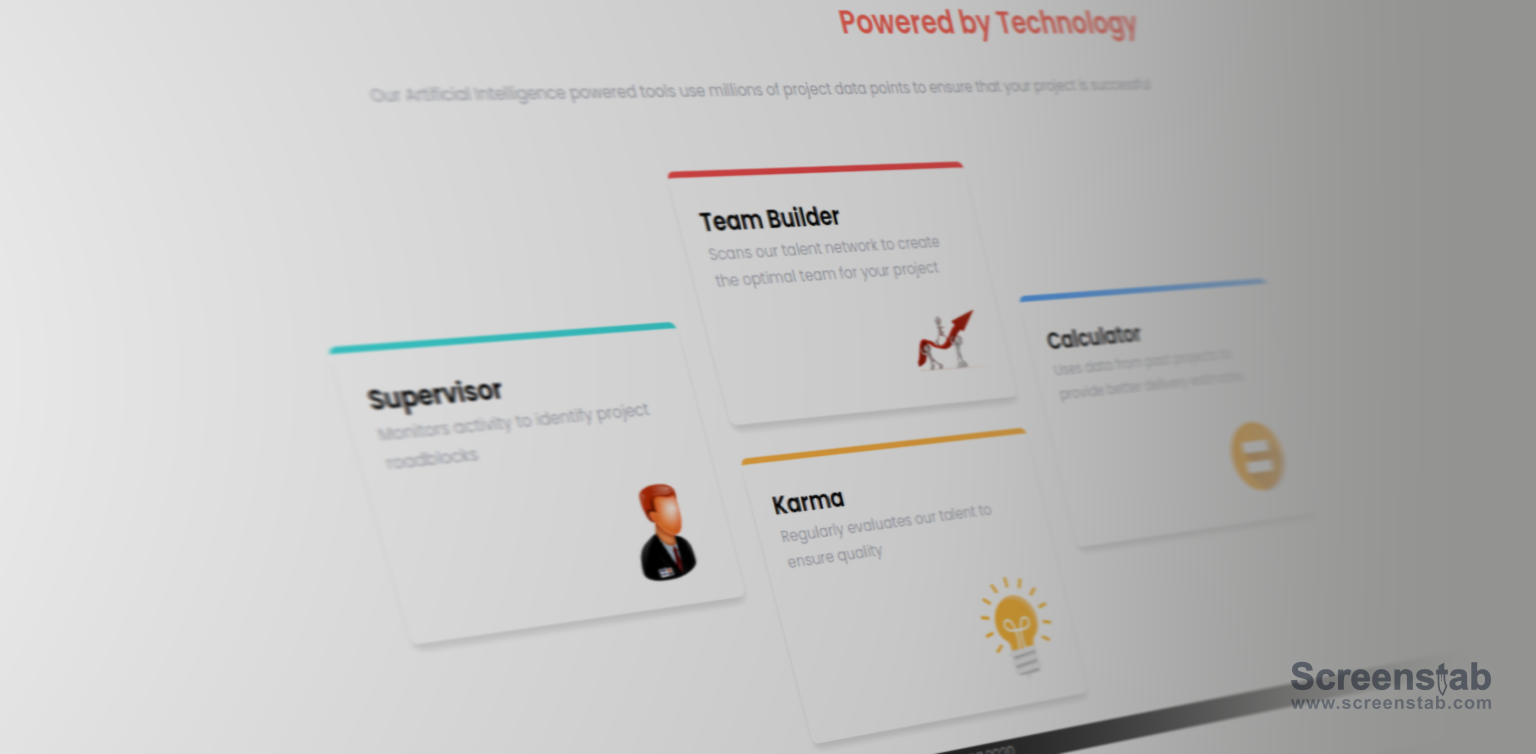 Powered by Technology
Our Artificial Intelligence powered tools use millions of project data points to ensure that your project is successful
Team Builder
Scans our talent network to create
the optimal team for your project
Supervisor
Monitors activity to identify project
roadblocks
Calculator
Uses data from past projects to
provide better delivery estimates
Karma
Regularly evaluates our talent to
ensure quality
Screenstab
www.screenstab.com